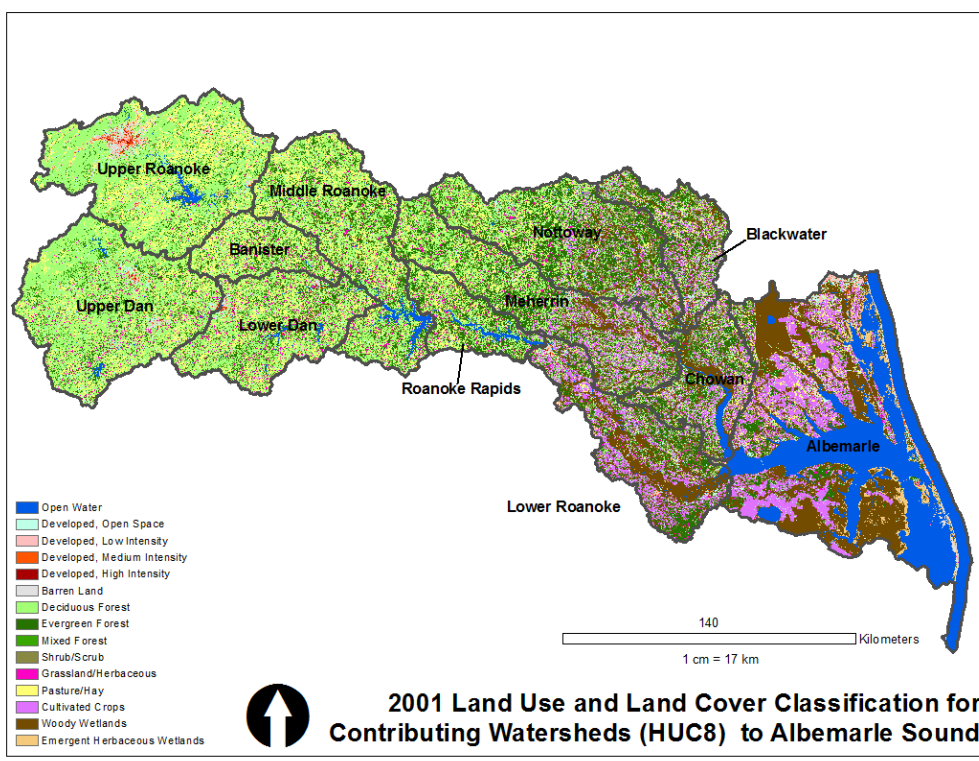 Upper Roanoke
Middle Roanoke
Nottoway
Blackwater
Banister
Upper Dan
Meherrin
Lower Dan
Roanoke Rapids
Chowan
Albemarle
Lower Roanoke
Open Water
Developed, Open Space
Developed, Low Intensity
Developed, Medium Intensity
Developed, High Intensity
Barren Land
Deciduous Forest
Evergreen Forest
Mixed Forest
Shrub/Scrub
Grassland/Herbaceous
Pasture/Hay
Cultivated Crops
Woody Wetlands
Emergent Herbaceous Wetlands
140
Kilometers
1 cm = 17 km
2001 Land Use and Land Cover Classification for
Contributing Watersheds (HUC8) to Albemarle Sound